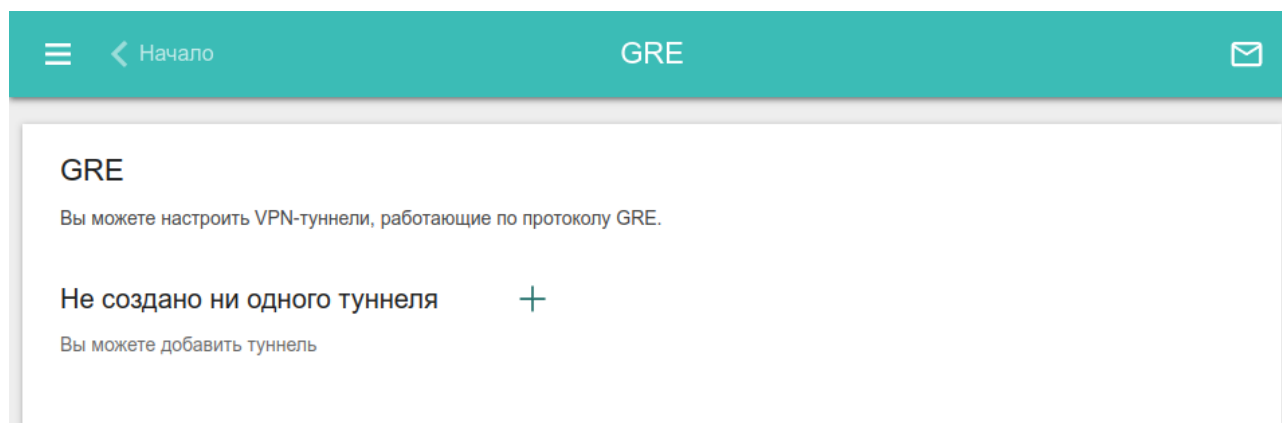 Начало
GRE
GRE
Вы можете настроить VPN-туннели, работающие по протоколу GRE.
Не создано ни одного туннеля
Вы можете добавить туннель